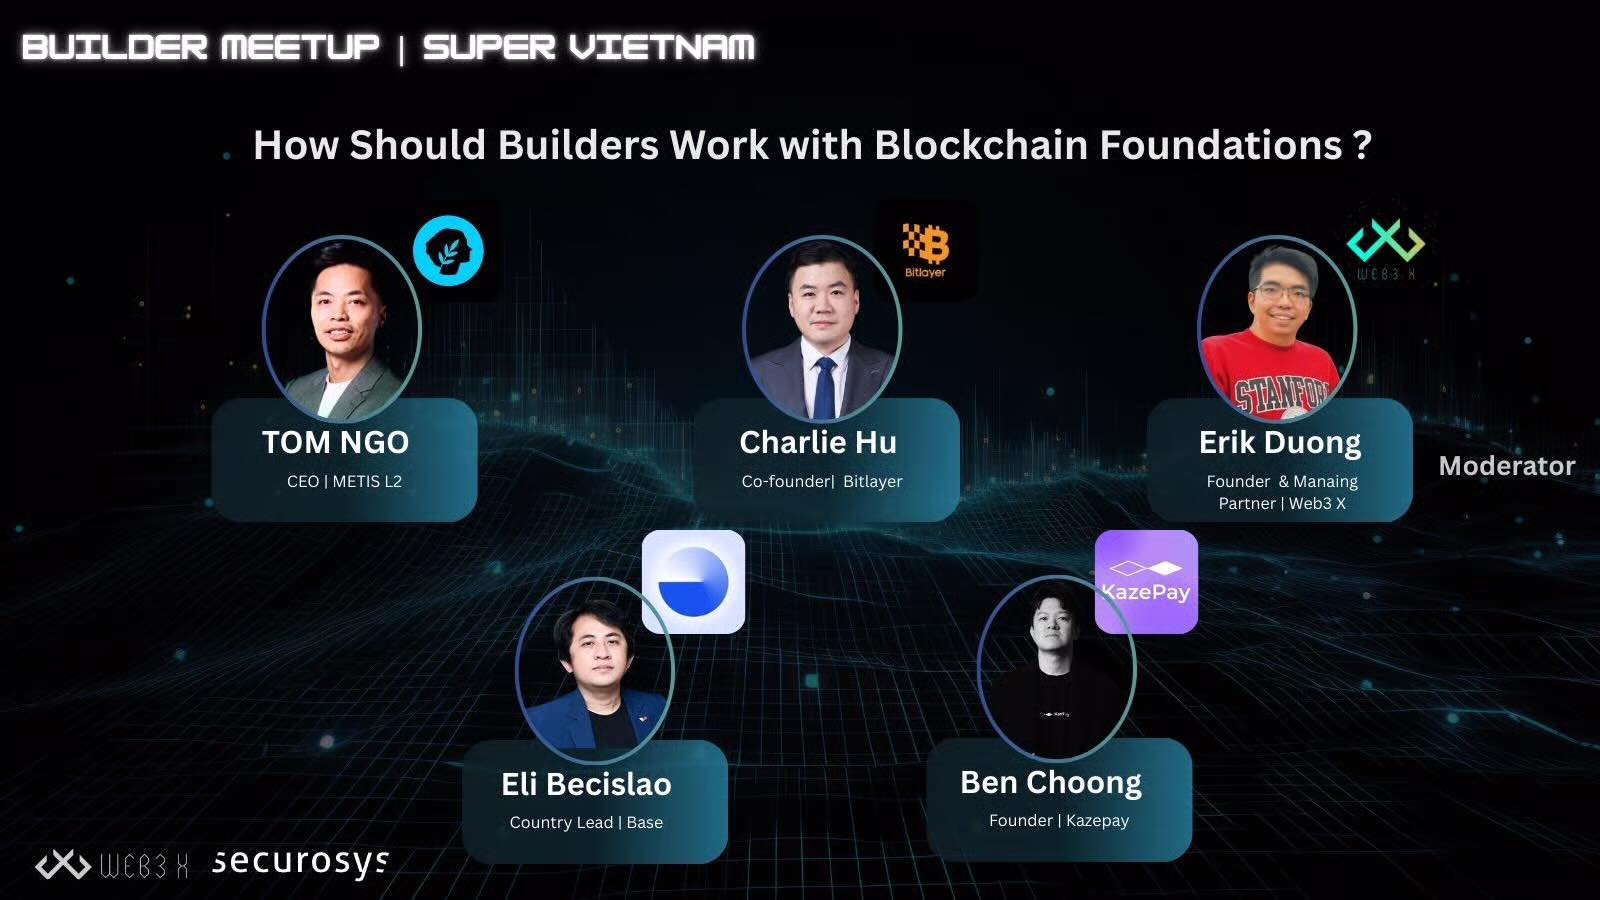 BUILDER MEETUP | SUPER VIETNAM
How Should Builders Work with Blockchain Foundations ?
Bitlayer
WEB3 X
TOM NGO
CEO | METIS L2
Charlie Hu
Co-founder| Bitlayer
STANFOR
Erik Duong
Founder & Manaing
Partner | Web3 X
Moderator
KazePay
KazePay
Eli Becislao
Country Lead | Base
Ben Choong
Founder | Kazepay
WEB3 X
securosys